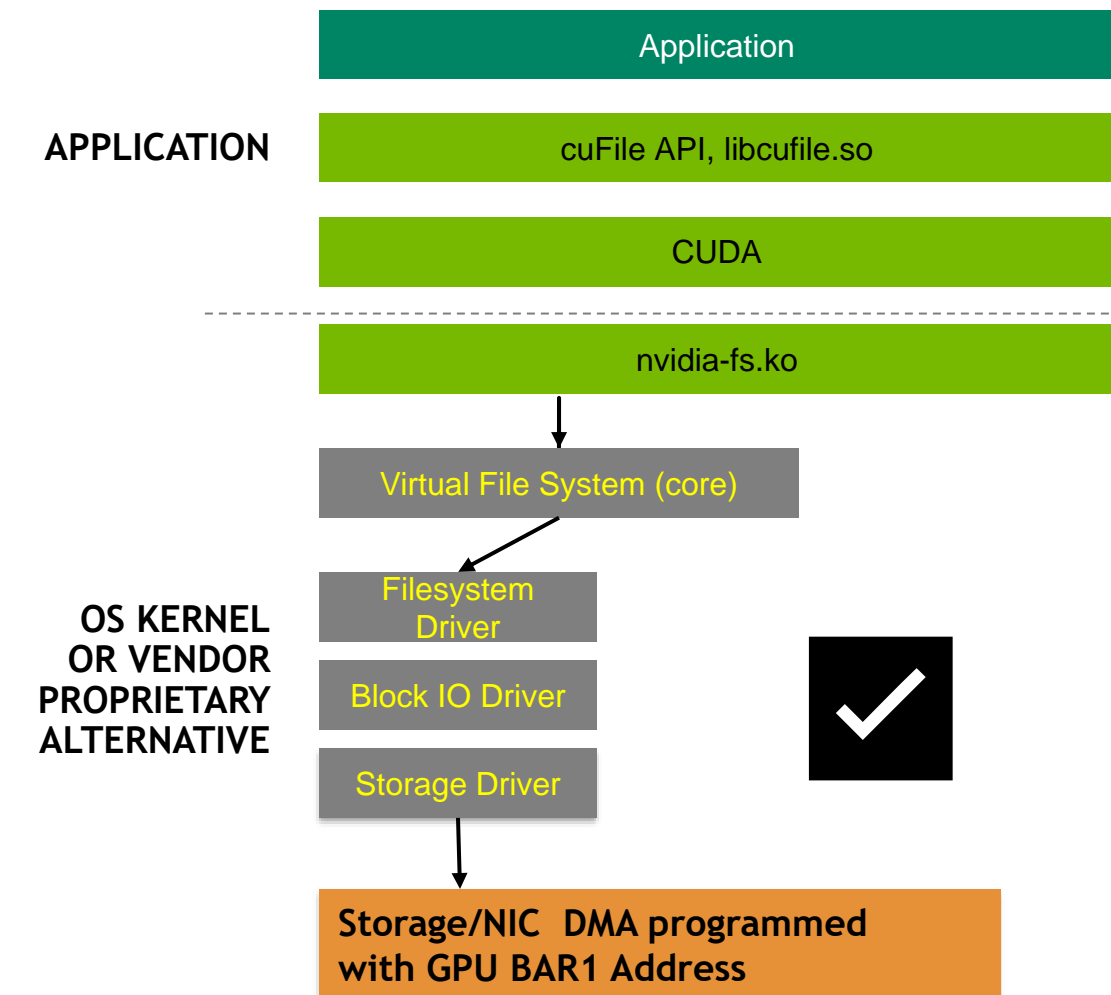 Application
APPLICATION
cuFile API, libcufile.so
CUDA
nvidia-fs.ko
Virtual File System (core)
Filesystem
Driver
OS KERNEL
OR VENDOR
PROPRIETARY
ALTERNATIVE
Block IO Driver
Storage Driver
Storage/NIC DMA programmed
with GPU BAR1 Address